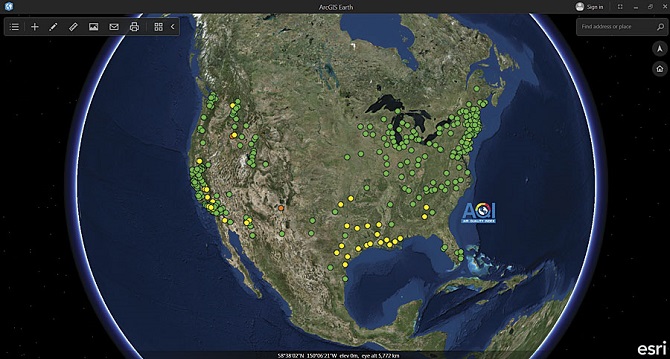 ArcGIS Earth
Sign in
Find address or place
AQI
AIR QUALITY INDEX
58°38'02"N 150°06'21"W elev 0m, eye alt 5,772 km
esri